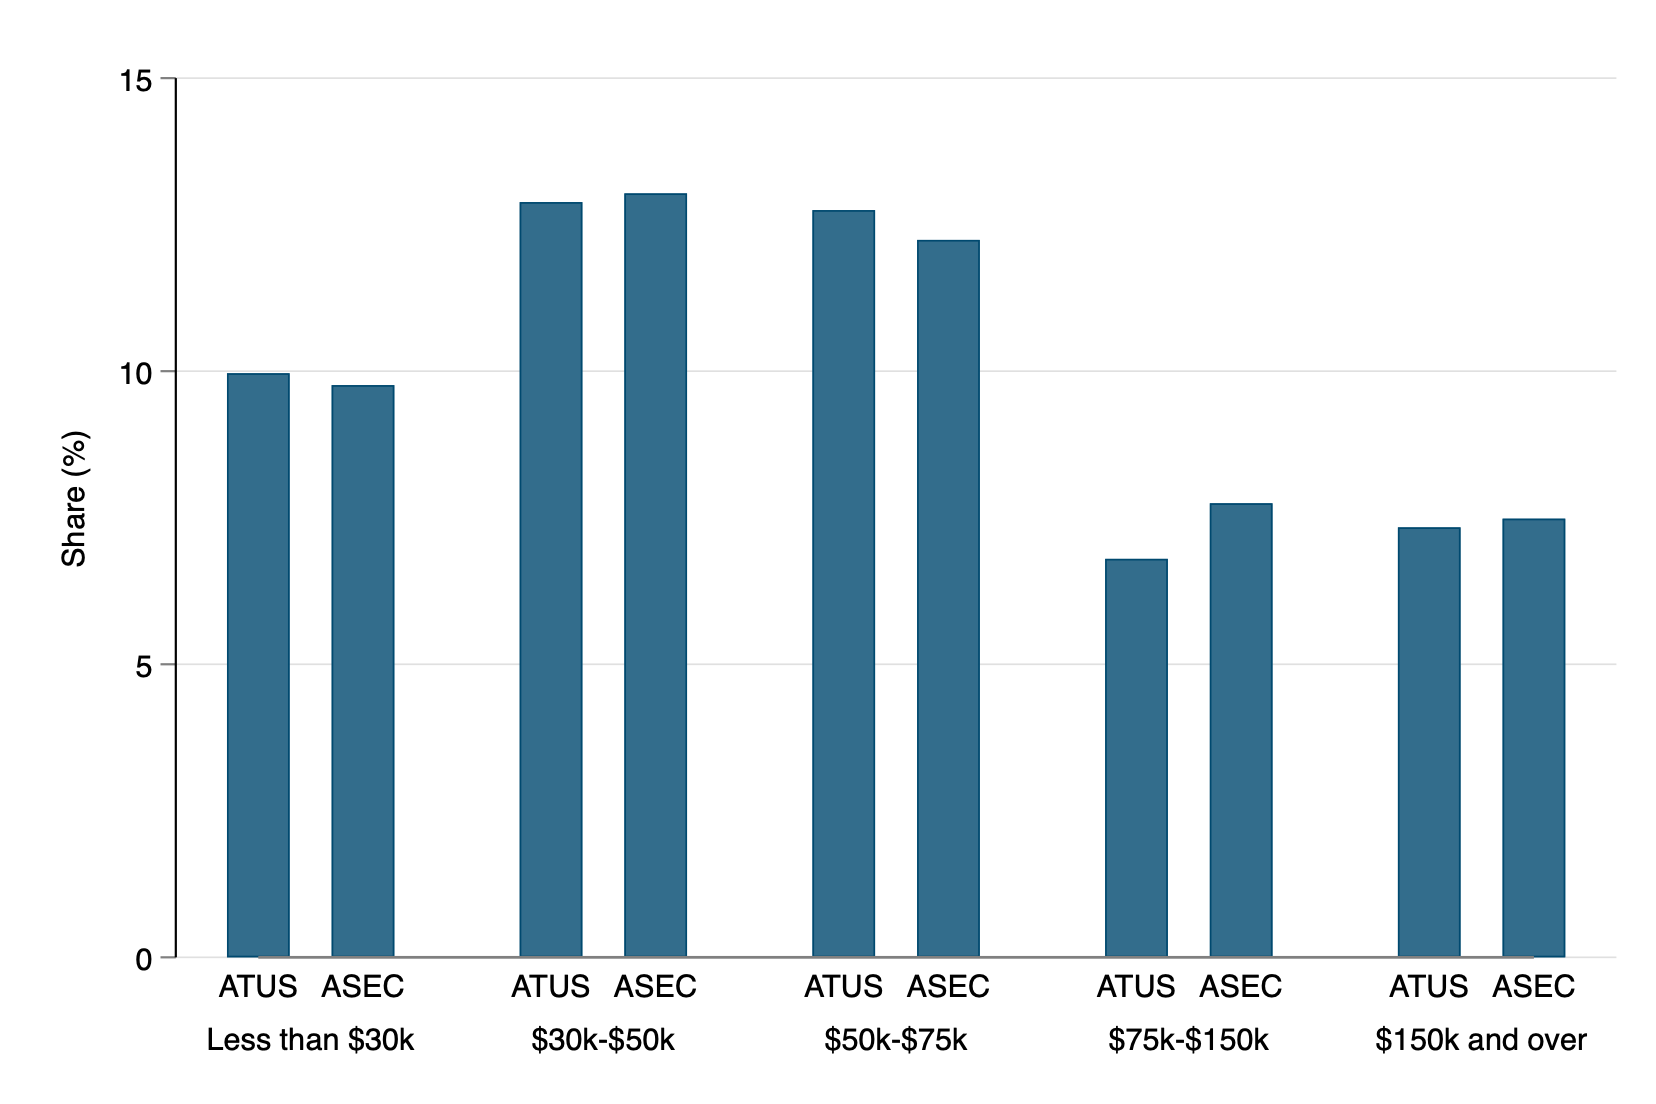 15
10
5
0
Share (%)
ATUS ASEC ATUS ASEC ATUS ASEC ATUS ASEC ATUS ASEC
Less than $30k $30k-$50k $50k-$75k $75k-$150k $150k and over